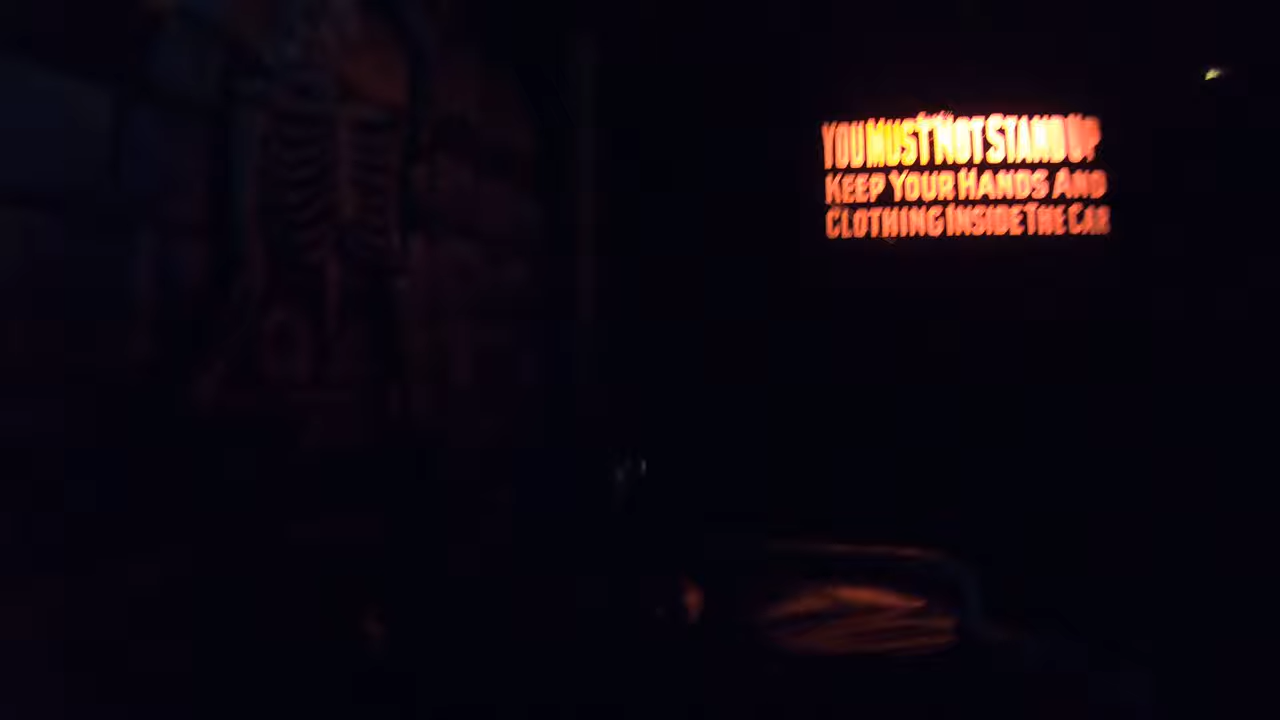 YOU MUST NOT STAND UP
KEEP YOUR HANDS AND
CLOTHING INSIDE THE CAR